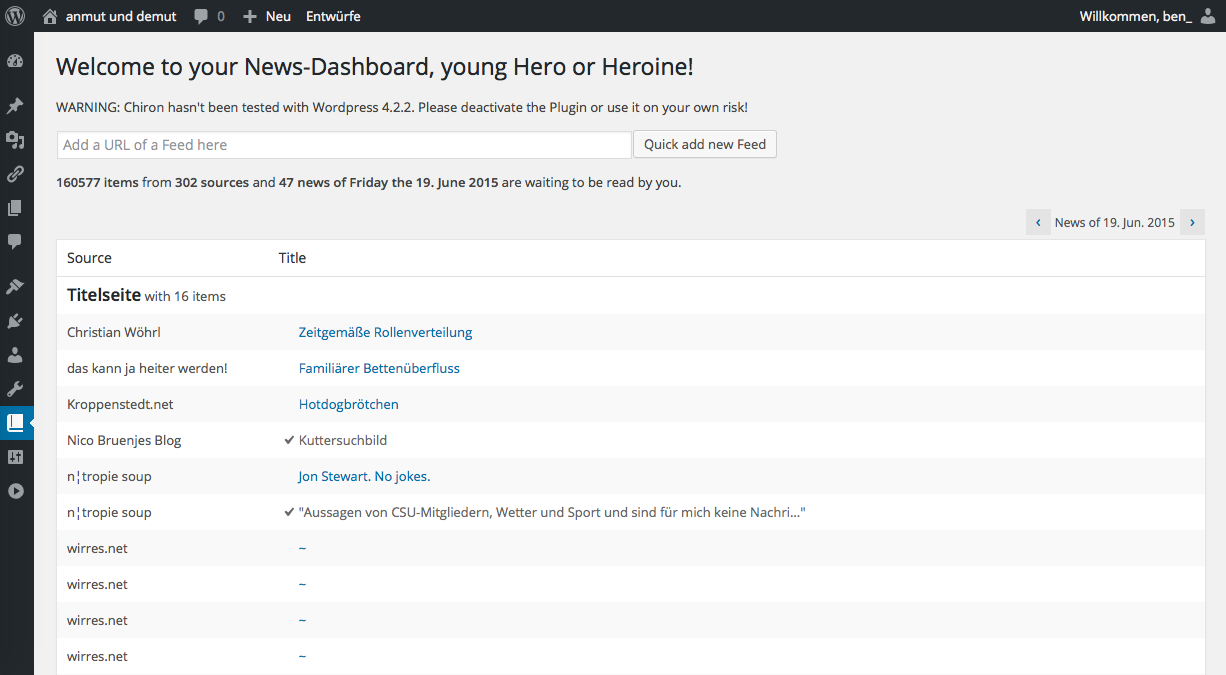 anmut und demut 0 Neu Entwürfe Willkommen, ben_
Welcome to your News-Dashboard, young Hero or Heroine!
WARNING: Chiron hasn't been tested with Wordpress 4.2.2. Please deactivate the Plugin or use it on your own risk!
Add a URL of a Feed here Quick add new Feed
160577 items from 302 sources and 47 news of Friday the 19. June 2015 are waiting to be read by you.
‹ News of 19. Jun. 2015 ›
Source Title
Titelseite with 16 items
Christian Wöhrl Zeitgemäße Rollenverteilung
das kann ja heiter werden! Familiärer Bettenüberfluss
Kroppenstedt.net Hotdogbrötchen
Nico Bruenjes Blog ✔ Kuttersuchbild
n¦tropie soup Jon Stewart. No jokes.
n¦tropie soup ✔ "Aussagen von CSU-Mitgliedern, Wetter und Sport und sind für mich keine Nachri..."
wirres.net ~
wirres.net ~
wirres.net ~
wirres.net ~